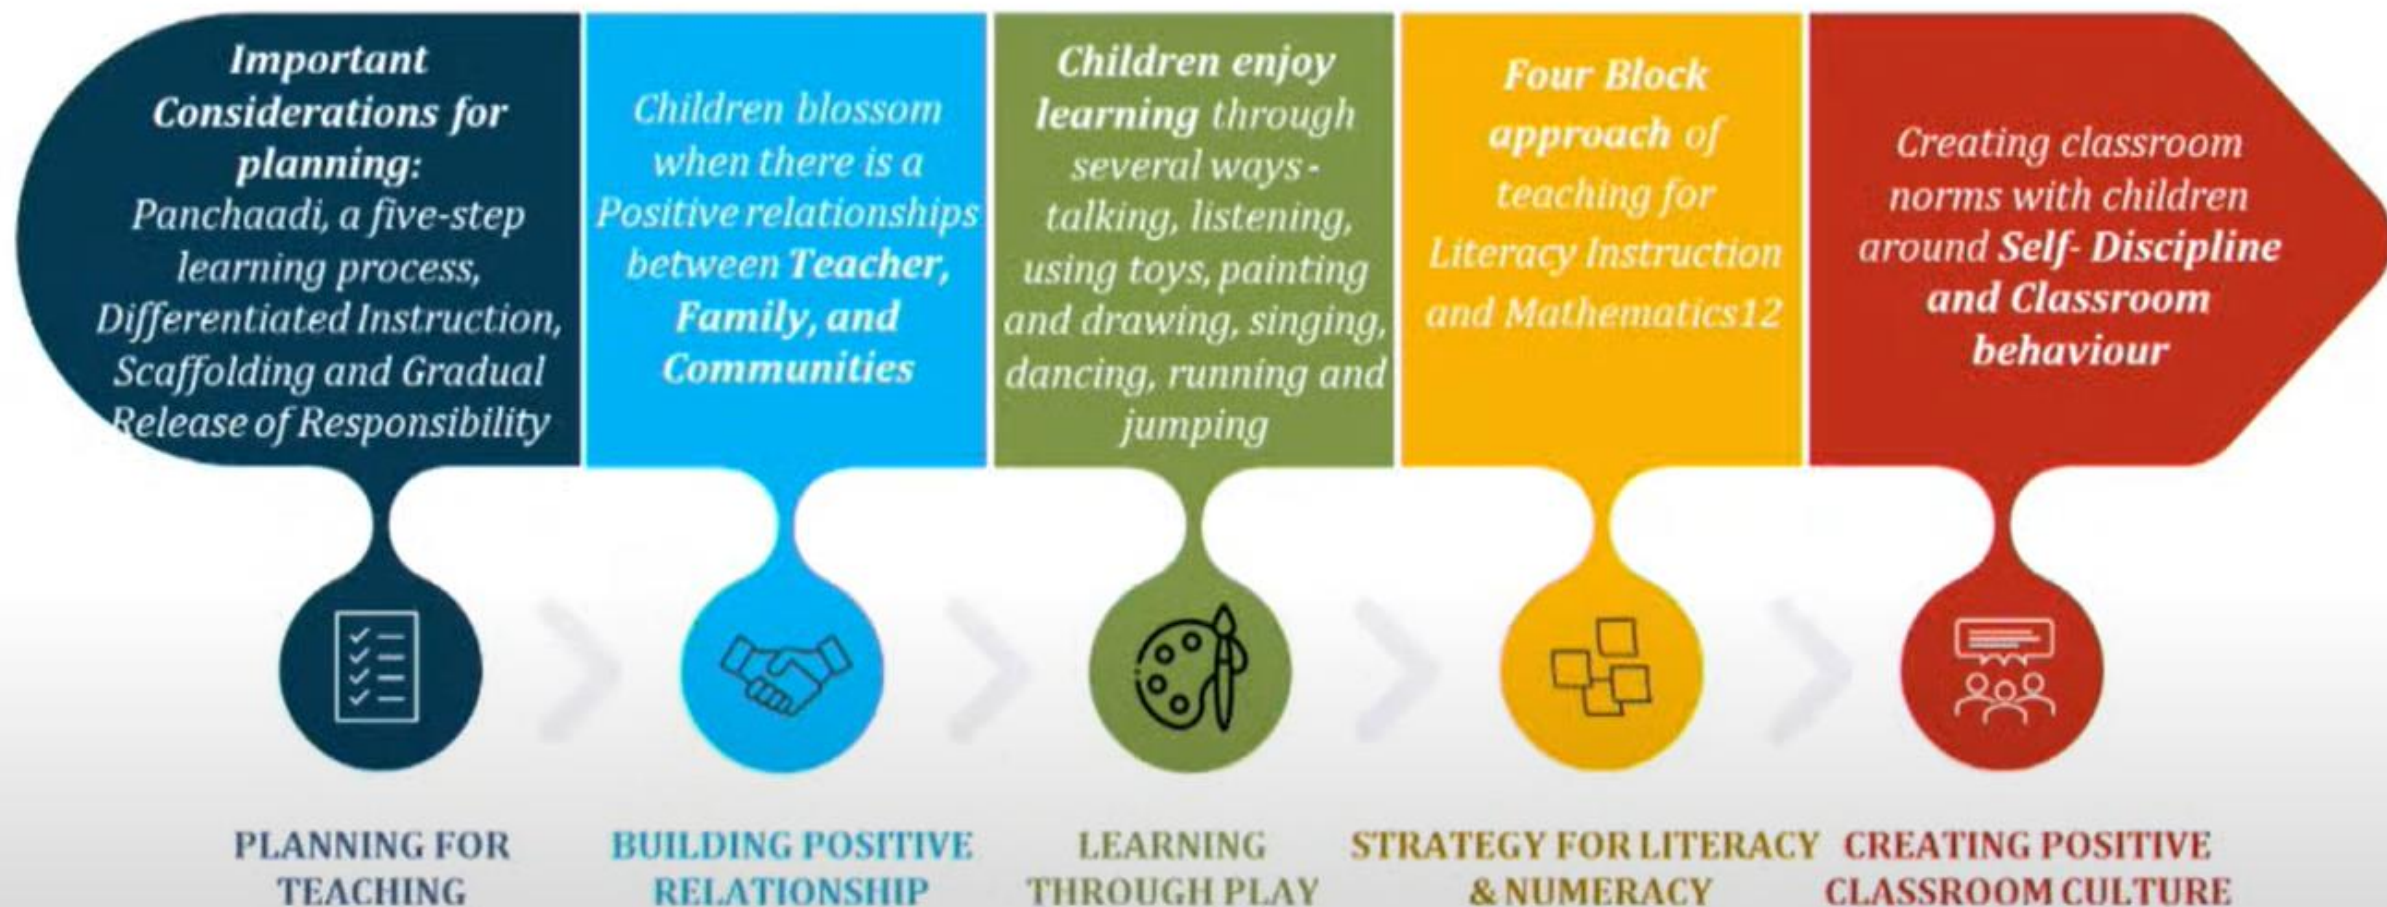 Important
Considerations for
planning:
Panchaadi, a five-step
learning process,
Differentiated Instruction,
Scaffolding and Gradual
Release of Responsibility
Children blossom
when there is a
Positive relationships
between Teacher,
Family, and
Communities
Children enjoy
learning through
several ways-
talking, listening,
using toys, painting
and drawing, singing,
dancing, running and
jumping
Four Block
approach of
teaching for
Literacy Instruction
and Mathematics12
Creating classroom
norms with children
around Self- Discipline
and Classroom
behaviour
PLANNING FOR
TEACHING
BUILDING POSITIVE
RELATIONSHIP
LEARNING
THROUGH PLAY
STRATEGY FOR LITERACY
& NUMERACY
CREATING POSITIVE
CLASSROOM CULTURE